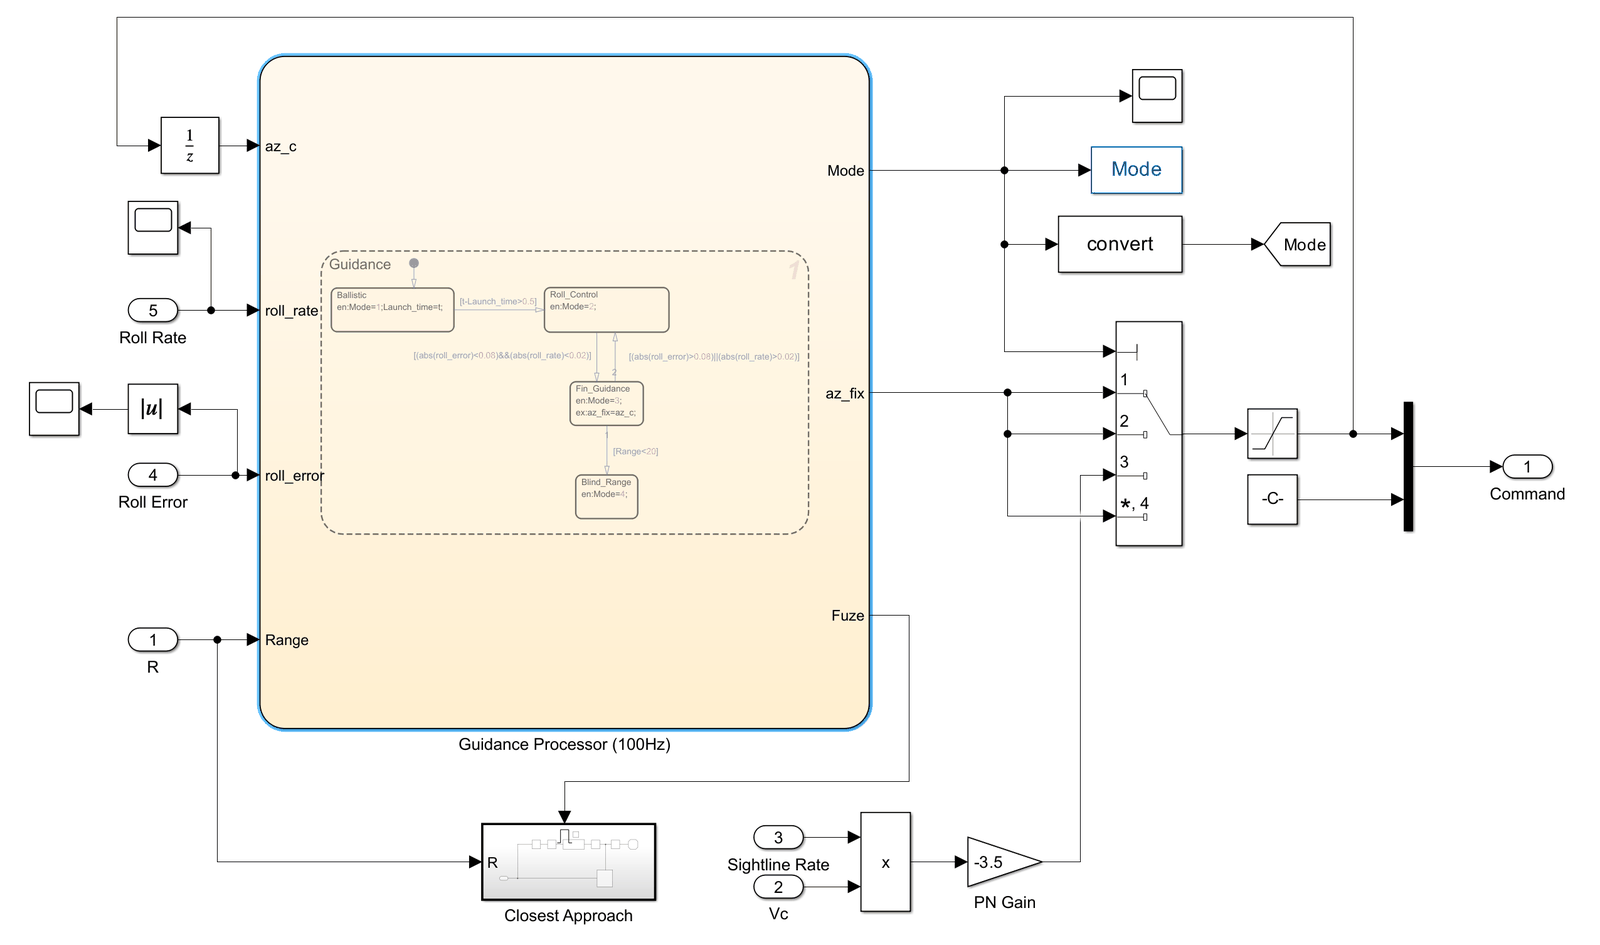 1
z
az_c
Mode
Mode
convert
Mode
Guidance
1
Ballistic
en:Mode=1;Launch_time=t;
[t-Launch_time>0.5]
Roll_Control
en:Mode=2;
5
Roll Rate
roll_rate
[(abs(roll_error)<0.08)&&(abs(roll_rate)<0.02)]
[(abs(roll_error)>0.08)||(abs(roll_rate)>0.02)]
2
Fin_Guidance
en:Mode=3;
ex:az_fix=az_c;
1
[Range<20]
Blind_Range
en:Mode=4;
az_fix
1
2
3
*, 4
|u|
4
Roll Error
roll_error
-C-
1
Command
1
R
Range
Fuze
Guidance Processor (100Hz)
R
Closest Approach
3
Sightline Rate
2
Vc
x
-3.5
PN Gain